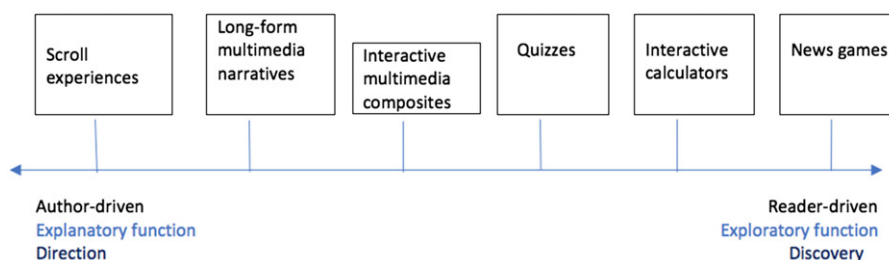 Scroll
experiences
Long-form
multimedia
narratives
Interactive
multimedia
composites
Quizzes
Interactive
calculators
News games
Author-driven
Explanatory function
Direction
Reader-driven
Exploratory function
Discovery